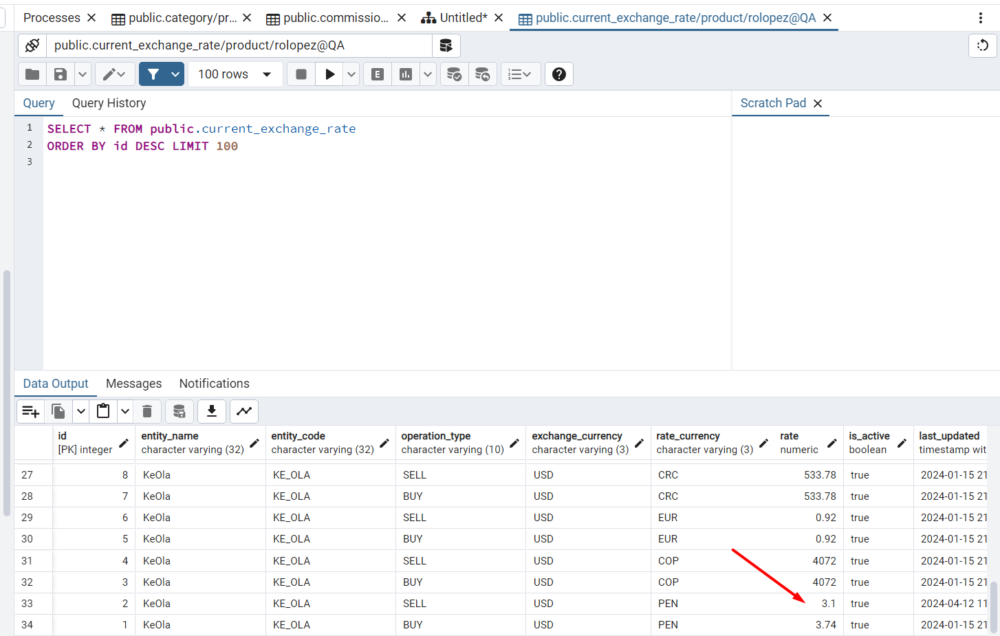 Processes public.category/pr... public.commissio... Untitled* public.current_exchange_rate/product/rolopez@QA
public.current_exchange_rate/product/rolopez@QA
100 rows E
Query Query History Scratch Pad
1 SELECT * FROM public.current_exchange_rate
2 ORDER BY id DESC LIMIT 100
3
Data Output Messages Notifications
id entity_name entity_code operation_type exchange_currency rate_currency rate is_active last_updated
[PK] integer character varying (32) character varying (32) character varying (10) character varying (3) character varying (3) numeric boolean timestamp wit
27 8 KeOla KE_OLA SELL USD CRC 533.78 true 2024-01-15 21
28 7 KeOla KE_OLA BUY USD CRC 533.78 true 2024-01-15 21
29 6 KeOla KE_OLA SELL USD EUR 0.92 true 2024-01-15 21
30 5 KeOla KE_OLA BUY USD EUR 0.92 true 2024-01-15 21
31 4 KeOla KE_OLA SELL USD COP 4072 true 2024-01-15 21
32 3 KeOla KE_OLA BUY USD COP 4072 true 2024-01-15 21
33 2 KeOla KE_OLA SELL USD PEN 3.1 true 2024-04-12 11
34 1 KeOla KE_OLA BUY USD PEN 3.74 true 2024-01-15 21